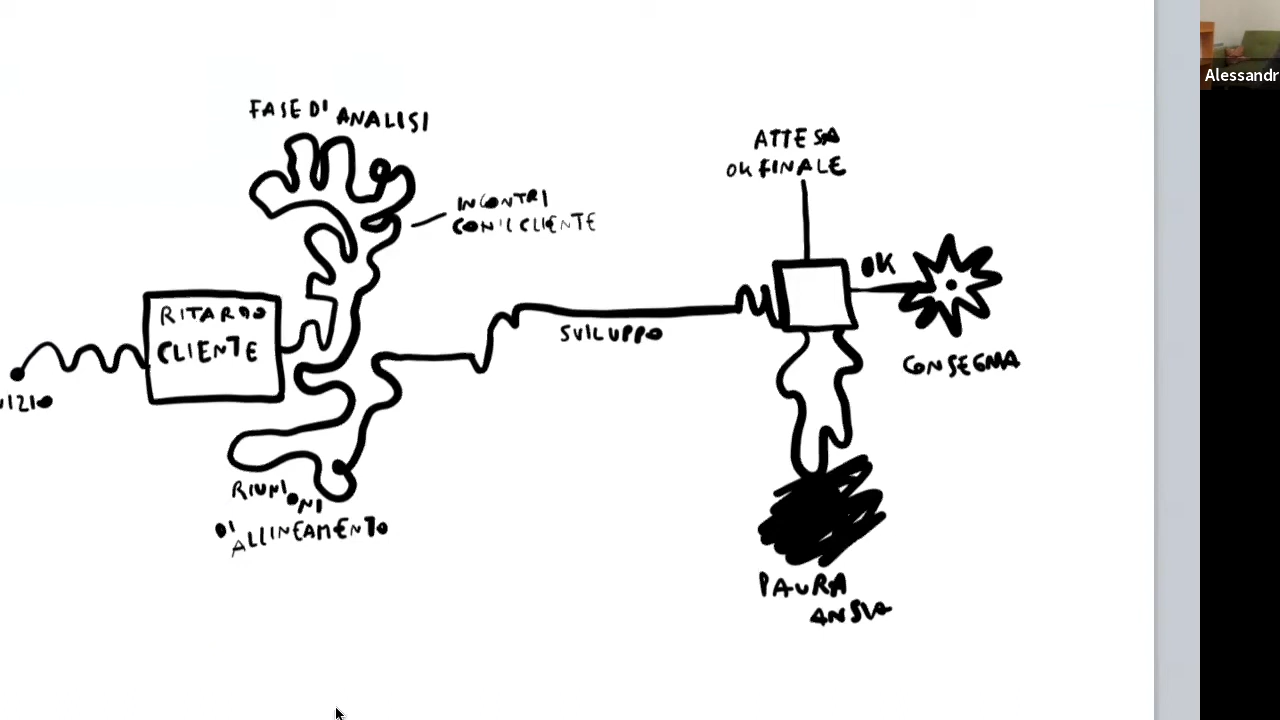 FASE DI ANALISI
INCONTRI
CON IL CLIENTE
ATTESA
OK FINALE
OK
RITARDO
CLIENTE
SVILUPPO
CONSEGNA
NIZIO
RIUNIONI
DI ALLINEAMENTO
PAURA
ANSIA
Alessandr